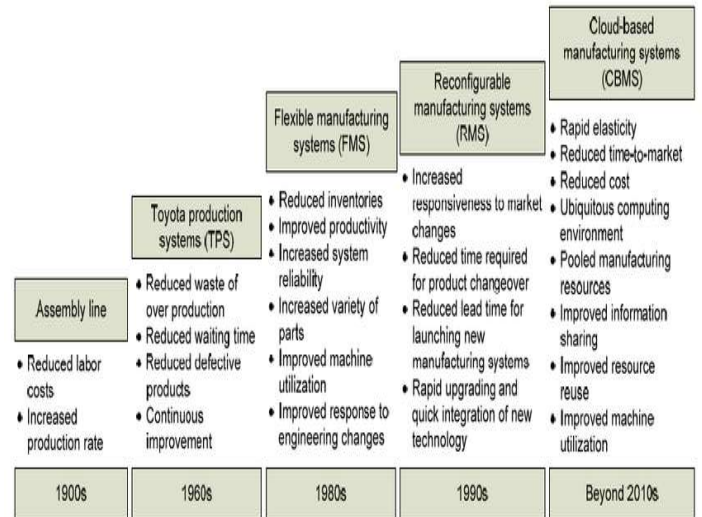 Assembly line
• Reduced labor
costs
• Increased
production rate
1900s
Toyota production
systems (TPS)
• Reduced waste of
over production
• Reduced waiting time
• Reduced defective
products
• Continuous
improvement
1960s
Flexible manufacturing
systems (FMS)
• Reduced inventories
• Improved productivity
• Increased system
reliability
• Increased variety of
parts
• Improved machine
utilization
• Improved response to
engineering changes
1980s
Reconfigurable
manufacturing systems
(RMS)
• Increased
responsiveness to market
changes
• Reduced time required
for product changeover
• Reduced lead time for
launching new
manufacturing systems
• Rapid upgrading and
quick integration of new
technology
1990s
Cloud-based
manufacturing systems
(CBMS)
• Rapid elasticity
• Reduced time-to-market
• Reduced cost
• Ubiquitous computing
environment
• Pooled manufacturing
resources
• Improved information
sharing
• Improved resource
reuse
• Improved machine
utilization
Beyond 2010s